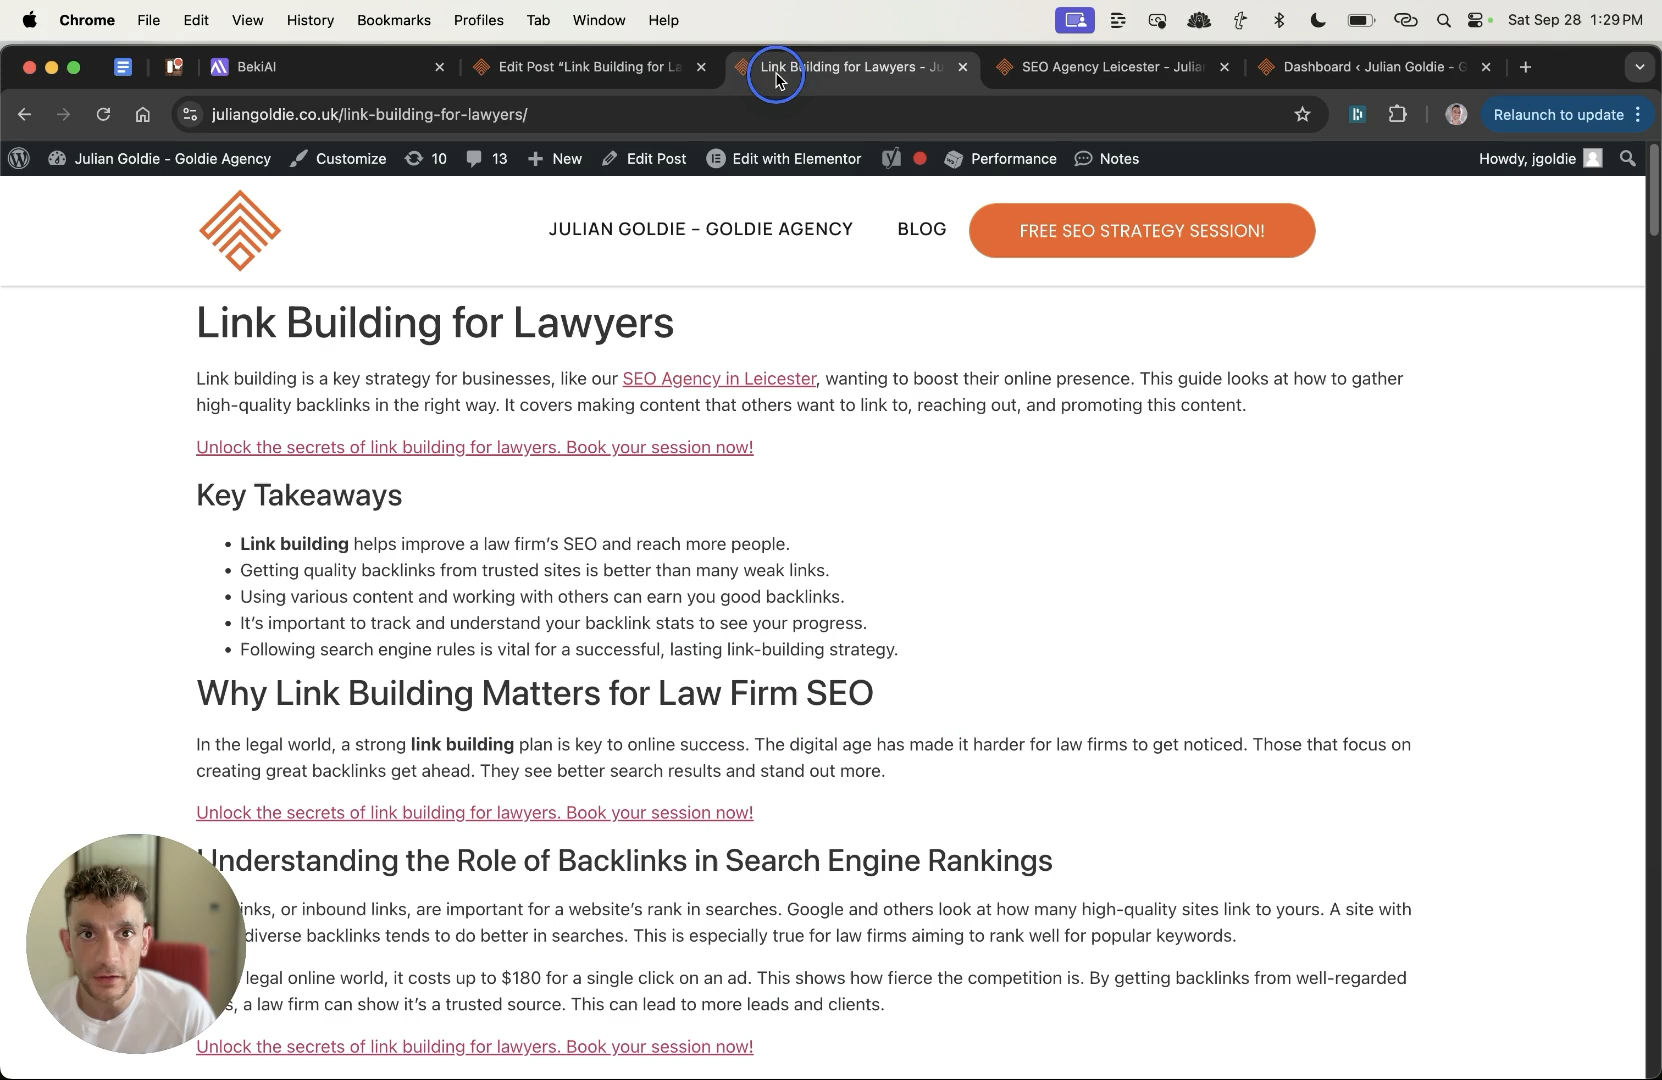 Chrome File Edit View History Bookmarks Profiles Tab Window Help Sat Sep 28 1:29 PM
BekiAI Edit Post “Link Building for La Link Building for Lawyers - Ju SEO Agency Leicester - Julia Dashboard ‹ Julian Goldie - G
juliangoldie.co.uk/link-building-for-lawyers/ Relaunch to update
Julian Goldie - Goldie Agency Customize 10 13 New Edit Post Edit with Elementor Performance Notes Howdy, jgoldie
JULIAN GOLDIE – GOLDIE AGENCY BLOG FREE SEO STRATEGY SESSION!
Link Building for Lawyers
Link building is a key strategy for businesses, like our SEO Agency in Leicester, wanting to boost their online presence. This guide looks at how to gather
high-quality backlinks in the right way. It covers making content that others want to link to, reaching out, and promoting this content.
Unlock the secrets of link building for lawyers. Book your session now!
Key Takeaways
• Link building helps improve a law firm’s SEO and reach more people.
• Getting quality backlinks from trusted sites is better than many weak links.
• Using various content and working with others can earn you good backlinks.
• It’s important to track and understand your backlink stats to see your progress.
• Following search engine rules is vital for a successful, lasting link-building strategy.
Why Link Building Matters for Law Firm SEO
In the legal world, a strong link building plan is key to online success. The digital age has made it harder for law firms to get noticed. Those that focus on
creating great backlinks get ahead. They see better search results and stand out more.
Unlock the secrets of link building for lawyers. Book your session now!
Understanding the Role of Backlinks in Search Engine Rankings
inks, or inbound links, are important for a website’s rank in searches. Google and others look at how many high-quality sites link to yours. A site with
diverse backlinks tends to do better in searches. This is especially true for law firms aiming to rank well for popular keywords.
legal online world, it costs up to $180 for a single click on an ad. This shows how fierce the competition is. By getting backlinks from well-regarded
s, a law firm can show it’s a trusted source. This can lead to more leads and clients.
Unlock the secrets of link building for lawyers. Book your session now!